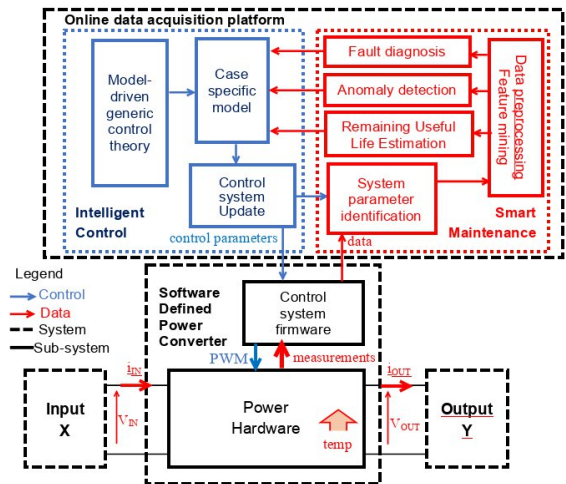 Online data acquisition platform
Model-
driven
generic
control
theory
Case
specific
model
Fault diagnosis
Anomaly detection
Remaining Useful
Life Estimation
Data preprocessing
Feature mining
Control
system
Update
System
parameter
identification
Intelligent
Control
Smart
Maintenance
control parameters
data
Legend
Control
Data
System
Sub-system
Software
Defined
Power
Converter
Control
system
firmware
PWM
measurements
Input
X
iIN
VIN
Power
Hardware
temp
iOUT
VOUT
Output
Y